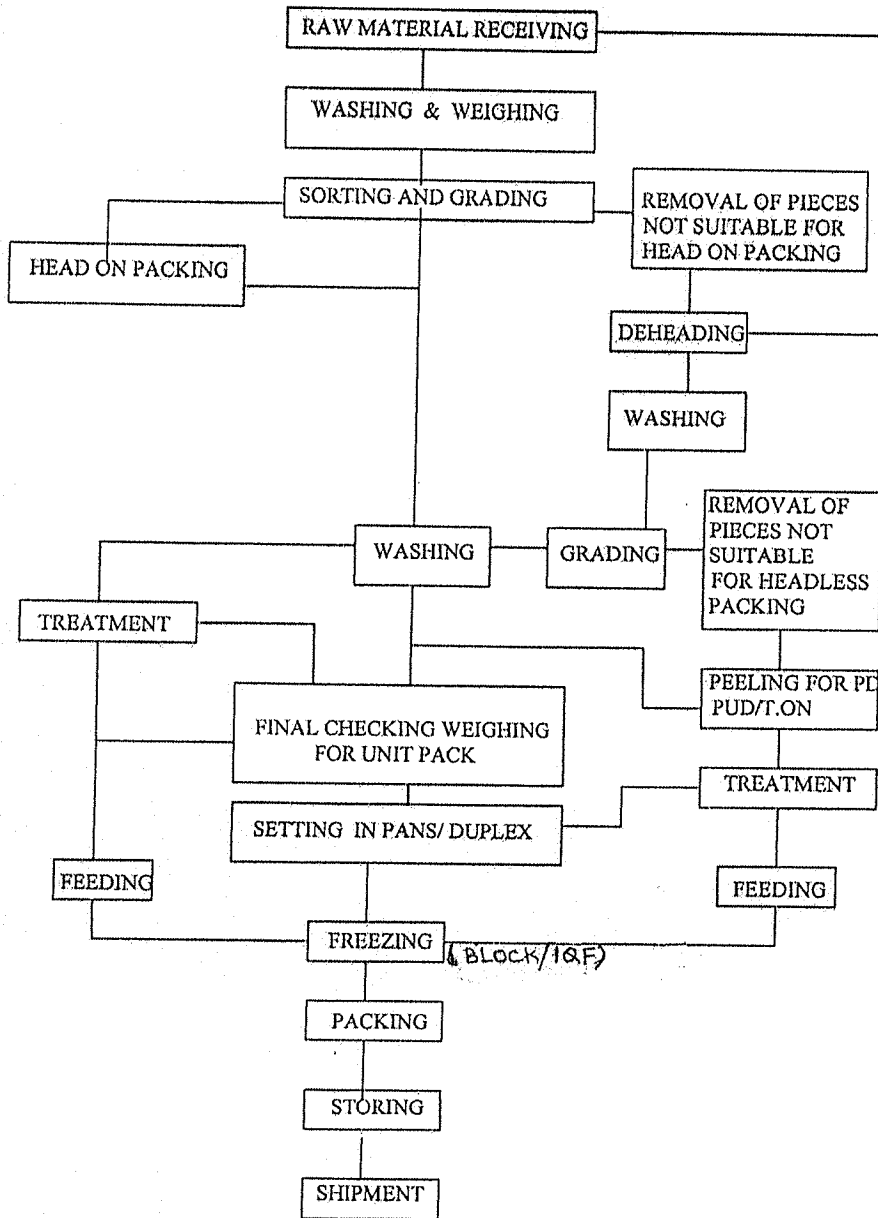 RAW MATERIAL RECEIVING
WASHING & WEIGHING
SORTING AND GRADING
REMOVAL OF PIECES
NOT SUITABLE FOR
HEAD ON PACKING
HEAD ON PACKING
DEHEADING
WASHING
REMOVAL OF
PIECES NOT
SUITABLE
FOR HEADLESS
PACKING
WASHING
GRADING
TREATMENT
PEELING FOR PD
PUD/T.ON
FINAL CHECKING WEIGHING
FOR UNIT PACK
TREATMENT
SETTING IN PANS/ DUPLEX
FEEDING
FEEDING
FREEZING
(BLOCK/IQF)
PACKING
STORING
SHIPMENT